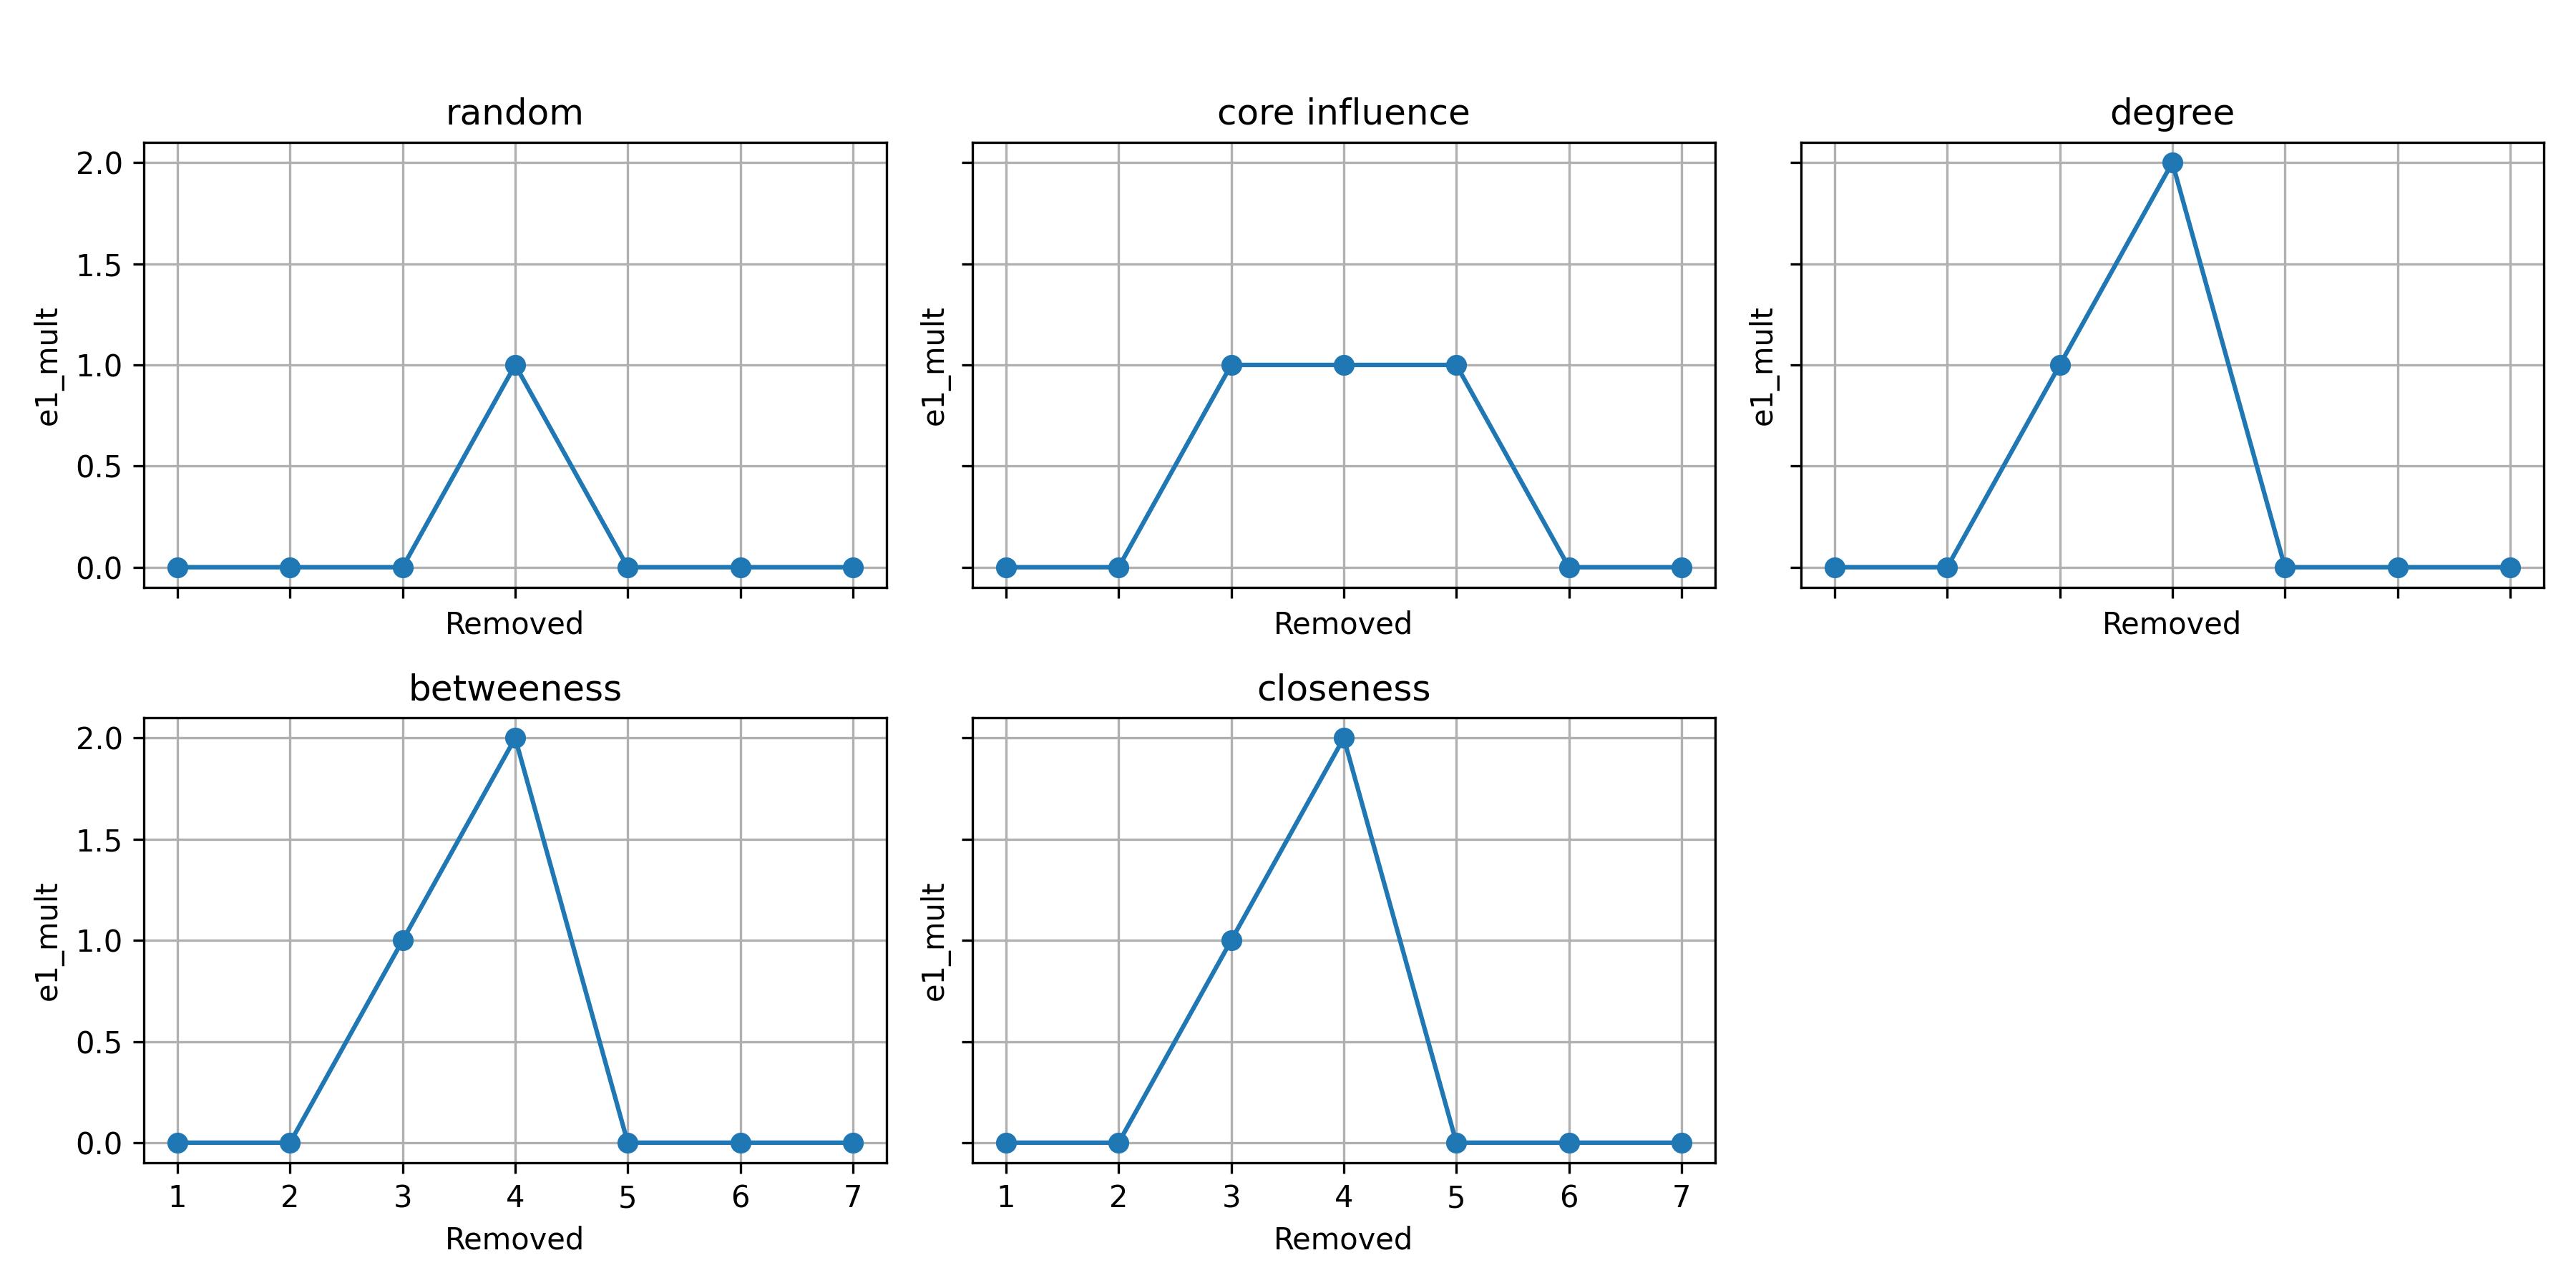 random
core influence
degree
2.0
1.5
1.0
0.5
0.0
e1_mult
e1_mult
e1_mult
Removed
Removed
Removed
betweeness
closeness
2.0
1.5
1.0
0.5
0.0
e1_mult
e1_mult
1 2 3 4 5 6 7
1 2 3 4 5 6 7
Removed
Removed